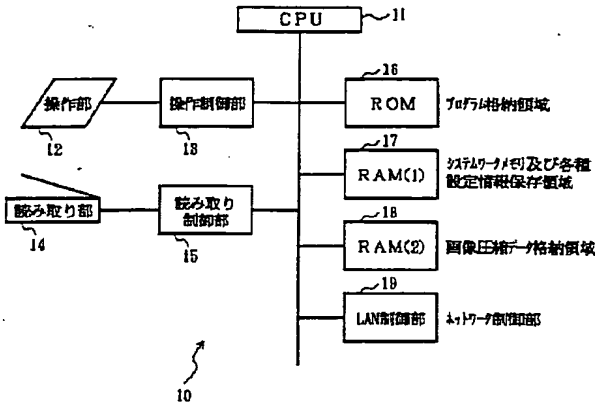 CPU
11
操作部
12
操作制御部
13
16
ROM
プログラム格納領域
17
RAM(1)
システムワークメモリ及び各種
設定情報保存領域
読み取り部
14
読み取り
制御部
15
18
RAM(2)
画像圧縮データ格納領域
19
LAN制御部
ネットワーク制御部
10